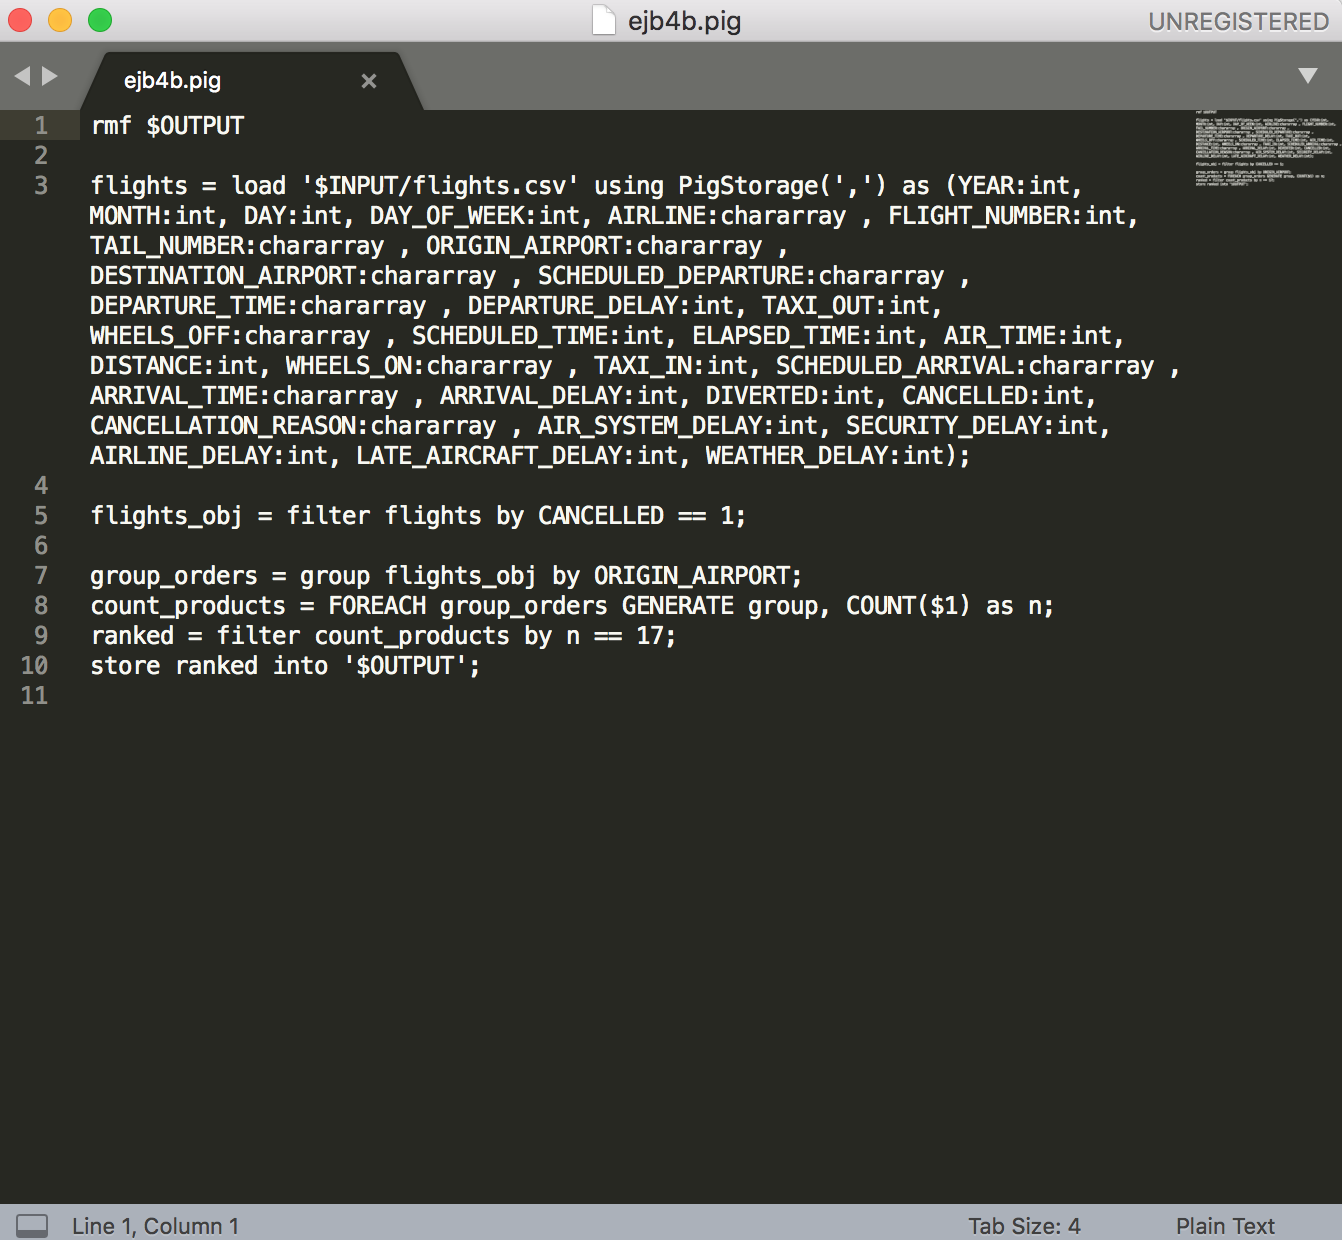 ejb4b.pig
UNREGISTERED
ejb4b.pig ×
1 rmf $OUTPUT
2
3 flights = load '$INPUT/flights.csv' using PigStorage(',') as (YEAR:int,
MONTH:int, DAY:int, DAY_OF_WEEK:int, AIRLINE:chararray , FLIGHT_NUMBER:int,
TAIL_NUMBER:chararray , ORIGIN_AIRPORT:chararray ,
DESTINATION_AIRPORT:chararray , SCHEDULED_DEPARTURE:chararray ,
DEPARTURE_TIME:chararray , DEPARTURE_DELAY:int, TAXI_OUT:int,
WHEELS_OFF:chararray , SCHEDULED_TIME:int, ELAPSED_TIME:int, AIR_TIME:int,
DISTANCE:int, WHEELS_ON:chararray , TAXI_IN:int, SCHEDULED_ARRIVAL:chararray ,
ARRIVAL_TIME:chararray , ARRIVAL_DELAY:int, DIVERTED:int, CANCELLED:int,
CANCELLATION_REASON:chararray , AIR_SYSTEM_DELAY:int, SECURITY_DELAY:int,
AIRLINE_DELAY:int, LATE_AIRCRAFT_DELAY:int, WEATHER_DELAY:int);
4
5 flights_obj = filter flights by CANCELLED == 1;
6
7 group_orders = group flights_obj by ORIGIN_AIRPORT;
8 count_products = FOREACH group_orders GENERATE group, COUNT($1) as n;
9 ranked = filter count_products by n == 17;
10 store ranked into '$OUTPUT';
11
Line 1, Column 1
Tab Size: 4
Plain Text